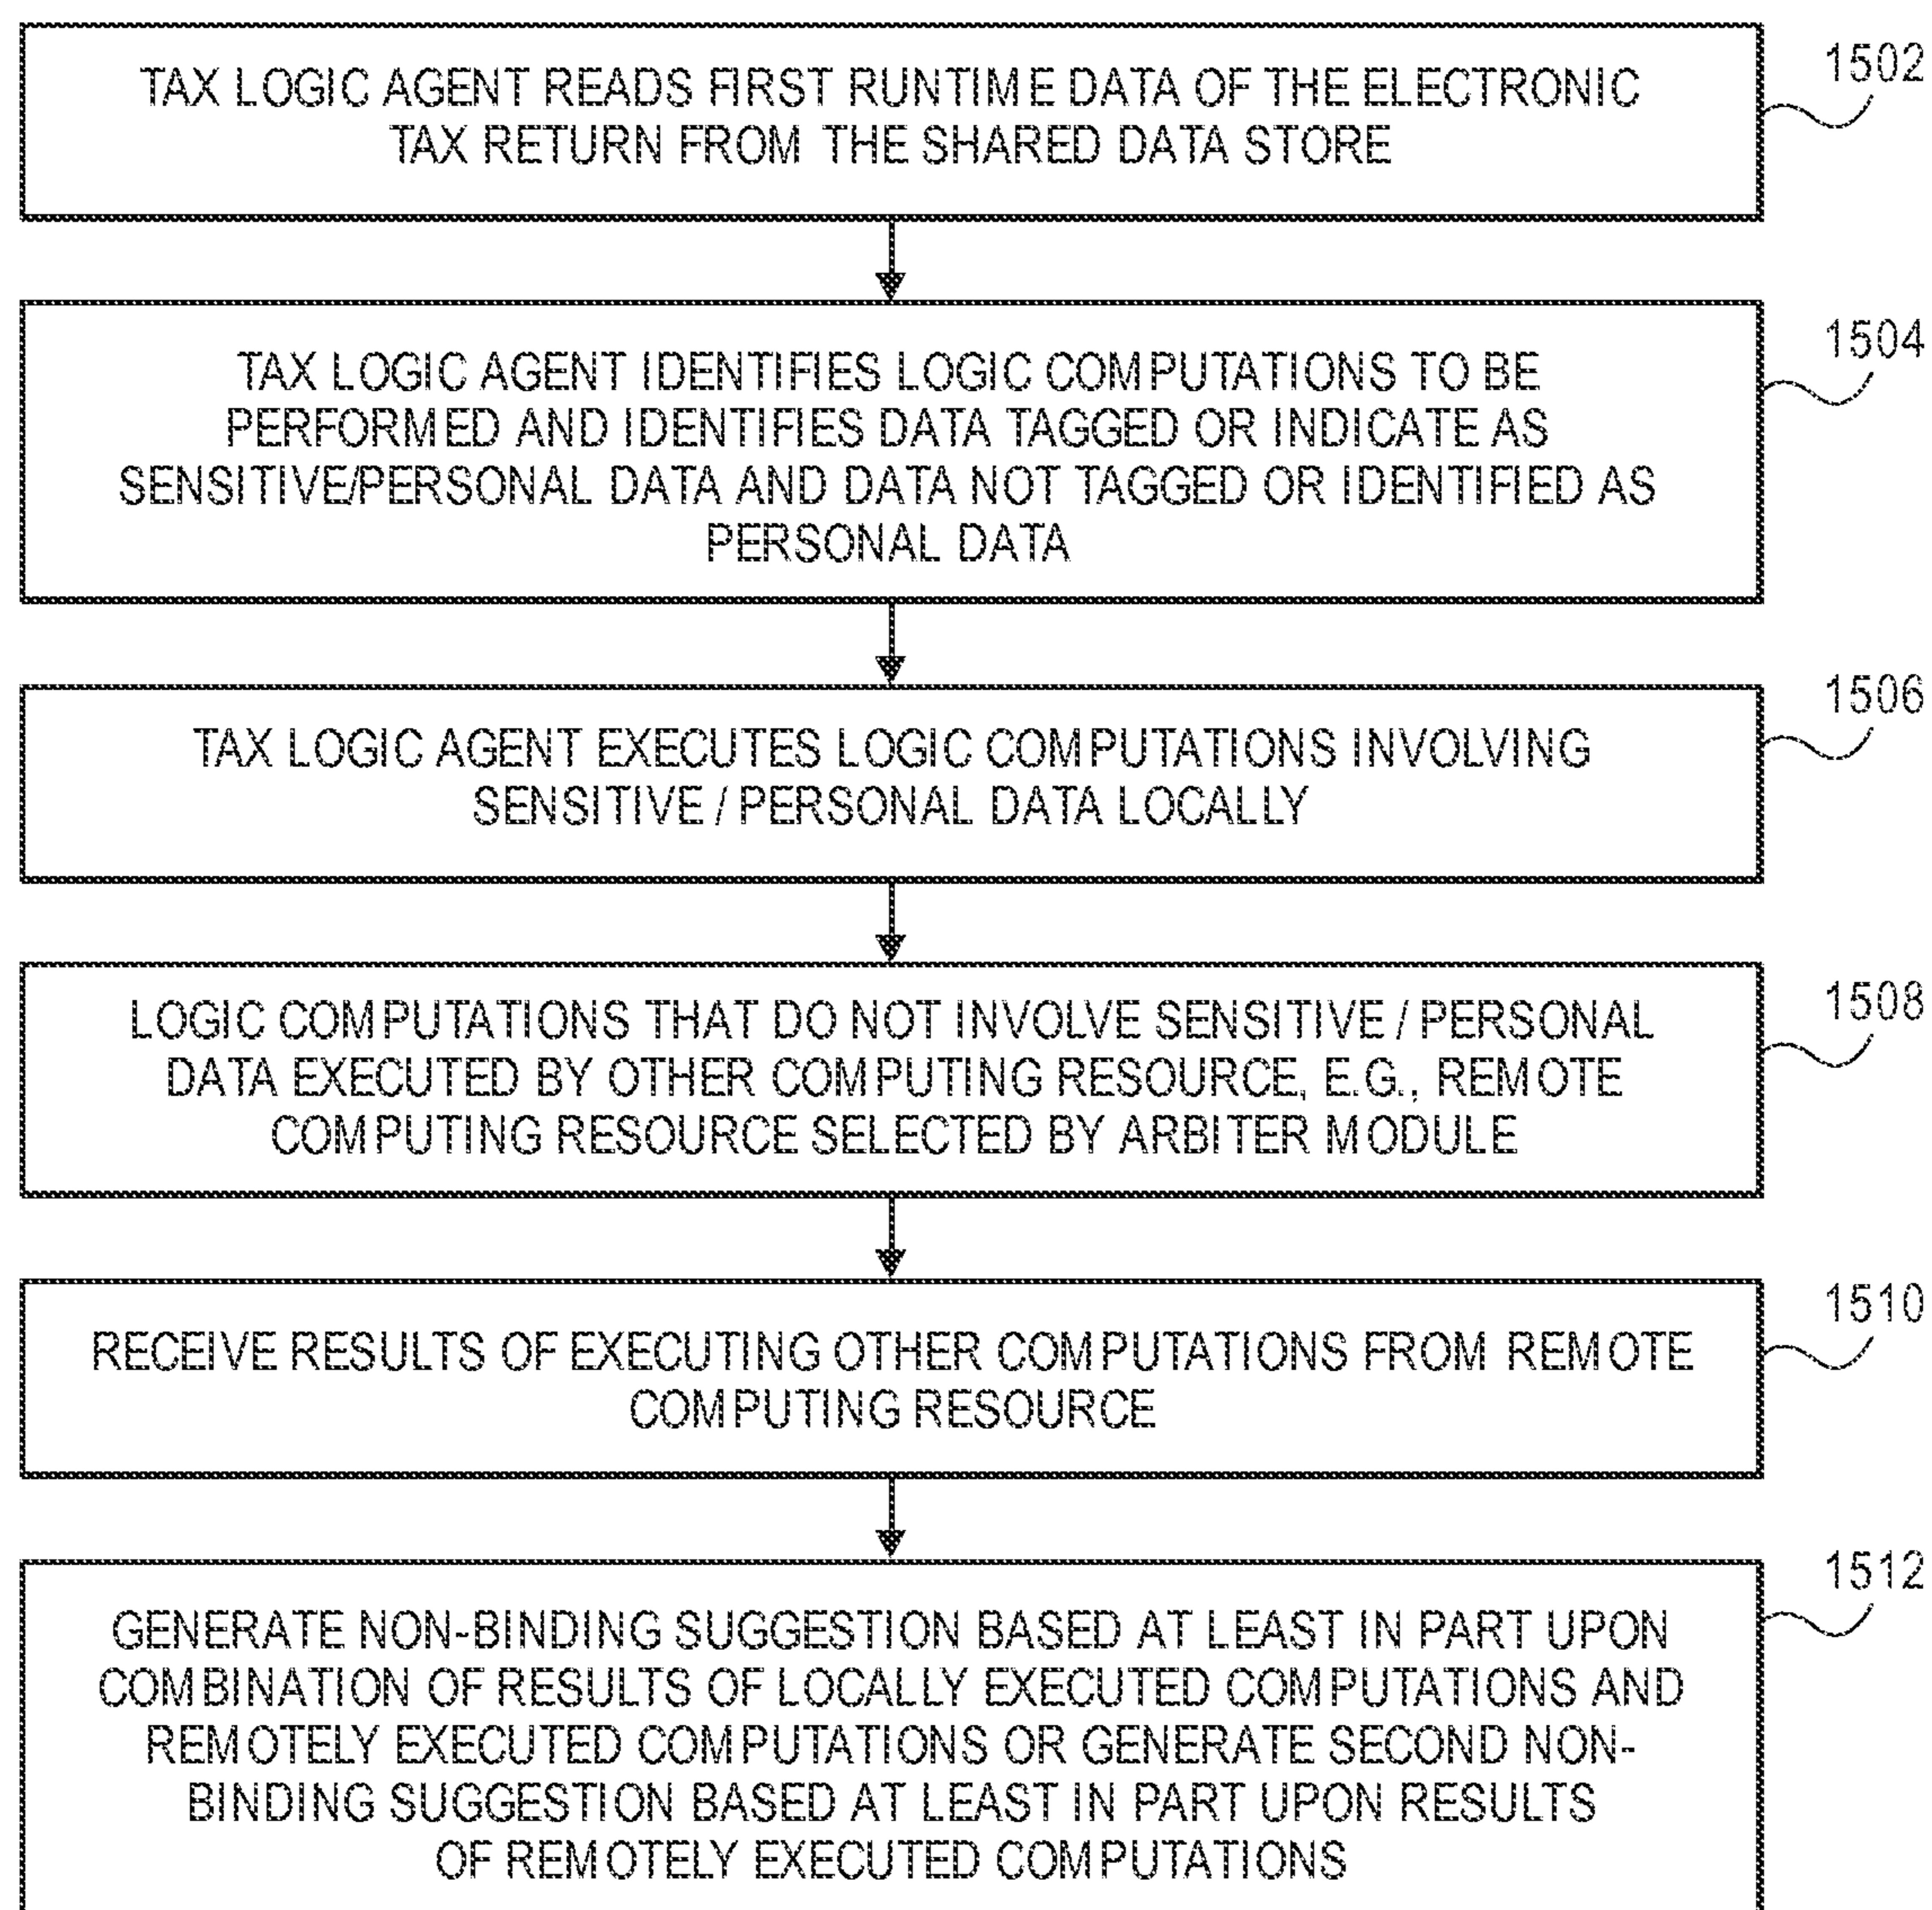 TAX LOGIC AGENT READS FIRST RUNTIME DATA OF THE ELECTRONIC
TAX RETURN FROM THE SHARED DATA STORE
1502
TAX LOGIC AGENT IDENTIFIES LOGIC COMPUTATIONS TO BE
PERFORMED AND IDENTIFIES DATA TAGGED OR INDICATE AS
SENSITIVE/PERSONAL DATA AND DATA NOT TAGGED OR IDENTIFIED AS
PERSONAL DATA
1504
TAX LOGIC AGENT EXECUTES LOGIC COMPUTATIONS INVOLVING
SENSITIVE / PERSONAL DATA LOCALLY
1506
LOGIC COMPUTATIONS THAT DO NOT INVOLVE SENSITIVE / PERSONAL
DATA EXECUTED BY OTHER COMPUTING RESOURCE, E.G., REMOTE
COMPUTING RESOURCE SELECTED BY ARBITER MODULE
1508
RECEIVE RESULTS OF EXECUTING OTHER COMPUTATIONS FROM REMOTE
COMPUTING RESOURCE
1510
GENERATE NON-BINDING SUGGESTION BASED AT LEAST IN PART UPON
COMBINATION OF RESULTS OF LOCALLY EXECUTED COMPUTATIONS AND
REMOTELY EXECUTED COMPUTATIONS OR GENERATE SECOND NON-
BINDING SUGGESTION BASED AT LEAST IN PART UPON RESULTS
OF REMOTELY EXECUTED COMPUTATIONS
1512